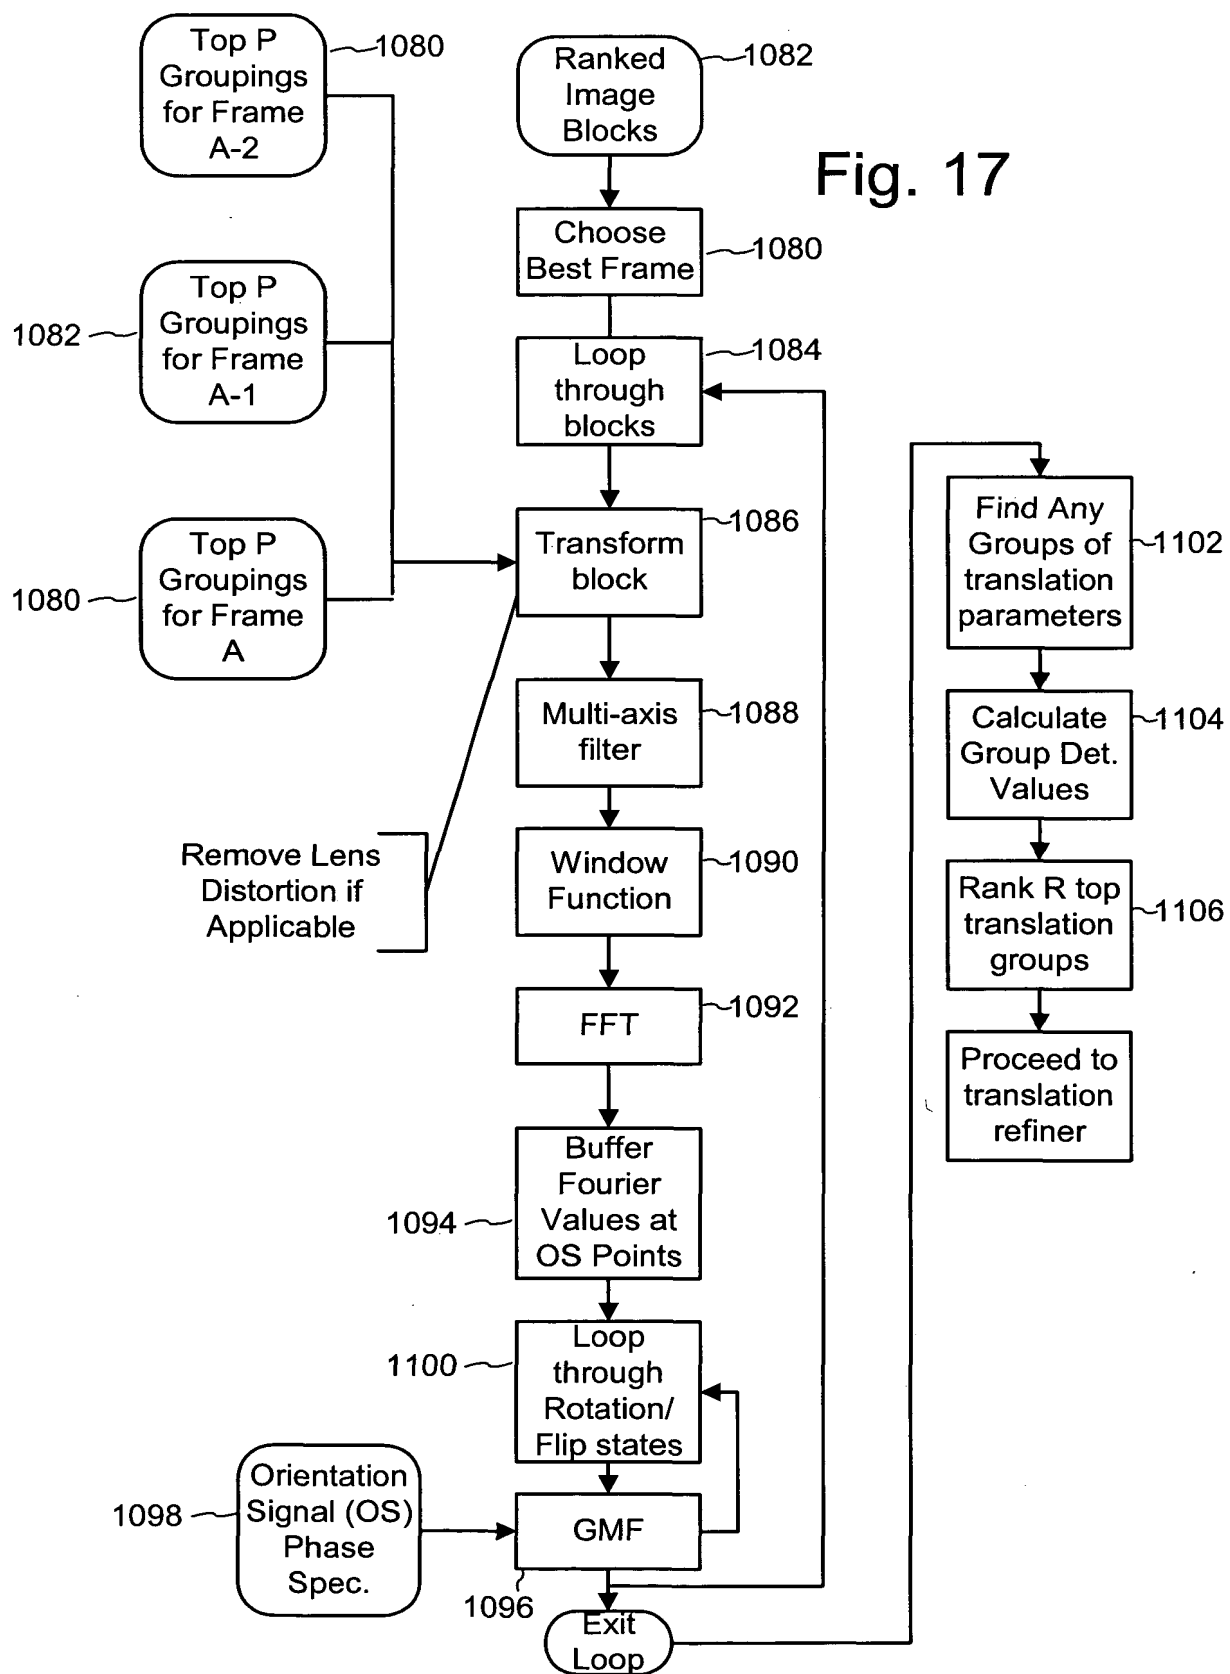 Fig. 17
Top P
Groupings
for Frame
A-2
1080
Top P
Groupings
for Frame
A-1
1082
Top P
Groupings
for Frame
A
1080
Ranked
Image
Blocks
1082
Choose
Best Frame
1080
Loop
through
blocks
1084
Transform
block
1086
Remove Lens
Distortion if
Applicable
Multi-axis
filter
1088
Window
Function
1090
FFT
1092
Buffer
Fourier
Values at
OS Points
1094
Loop
through
Rotation/
Flip states
1100
Orientation
Signal (OS)
Phase
Spec.
1098
GMF
1096
Exit
Loop
Find Any
Groups of
translation
parameters
1102
Calculate
Group Det.
Values
1104
Rank R top
translation
groups
1106
Proceed to
translation
refiner